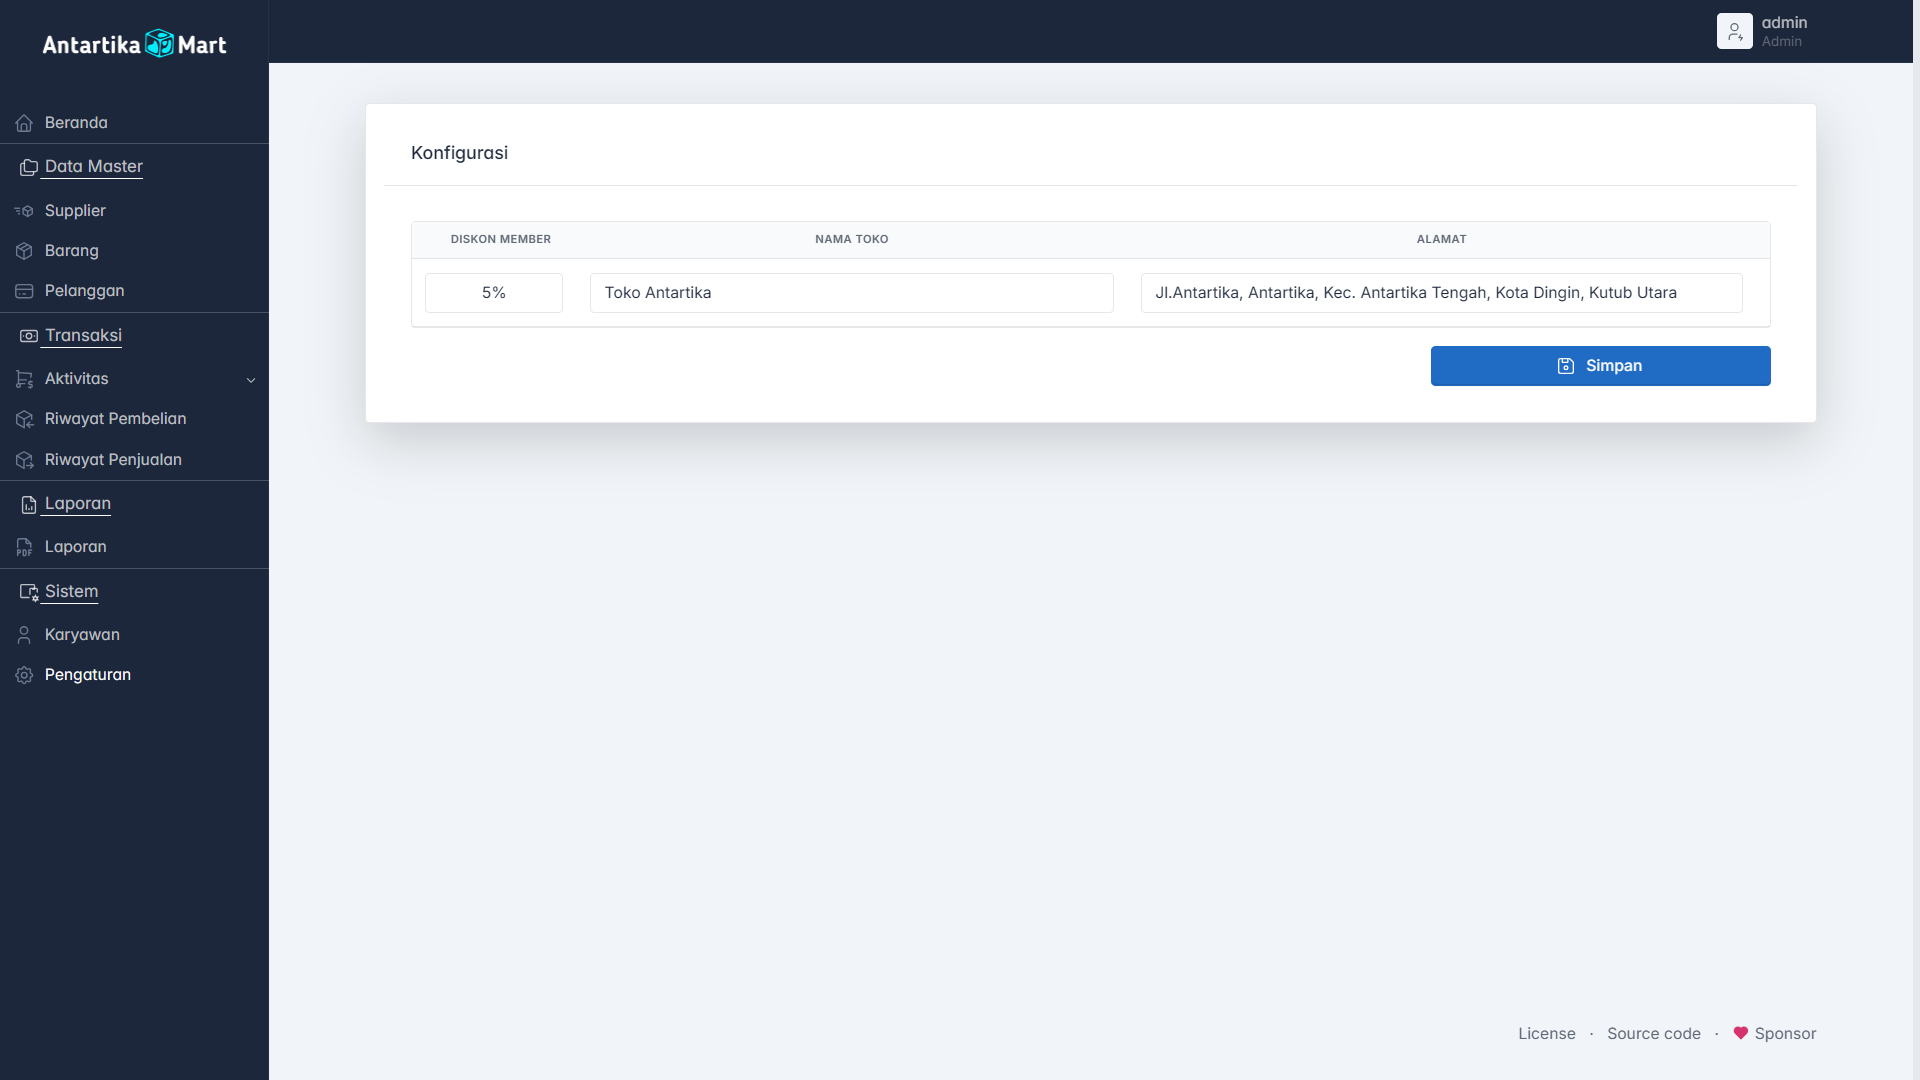 Antartika Mart
admin
Admin
Beranda
Data Master
Supplier
Barang
Pelanggan
Transaksi
Aktivitas
Riwayat Pembelian
Riwayat Penjualan
Laporan
PDF Laporan
Sistem
Karyawan
Pengaturan
Konfigurasi
DISKON MEMBER NAMA TOKO ALAMAT
5% Toko Antartika Jl.Antartika, Antartika, Kec. Antartika Tengah, Kota Dingin, Kutub Utara
Simpan
License · Source code · Sponsor